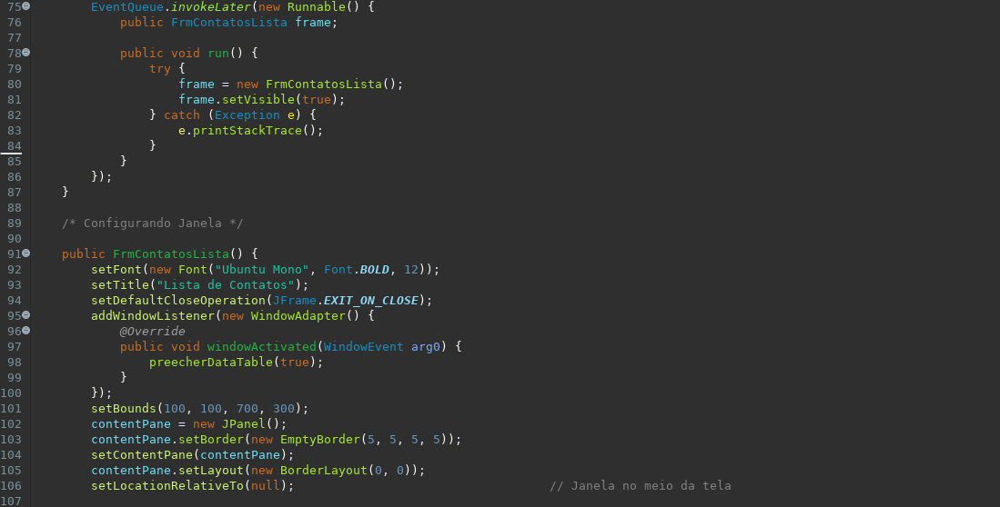 75 EventQueue.invokeLater(new Runnable() {
76 public FrmContatosLista frame;
77
78 public void run() {
79 try {
80 frame = new FrmContatosLista();
81 frame.setVisible(true);
82 } catch (Exception e) {
83 e.printStackTrace();
84 }
85 }
86 });
87 }
88
89 /* Configurando Janela */
90
91 public FrmContatosLista() {
92 setFont(new Font("Ubuntu Mono", Font.BOLD, 12));
93 setTitle("Lista de Contatos");
94 setDefaultCloseOperation(JFrame.EXIT_ON_CLOSE);
95 addWindowListener(new WindowAdapter() {
96 @Override
97 public void windowActivated(WindowEvent arg0) {
98 preecherDataTable(true);
99 }
100 });
101 setBounds(100, 100, 700, 300);
102 contentPane = new JPanel();
103 contentPane.setBorder(new EmptyBorder(5, 5, 5, 5));
104 setContentPane(contentPane);
105 contentPane.setLayout(new BorderLayout(0, 0));
106 setLocationRelativeTo(null); // Janela no meio da tela
107